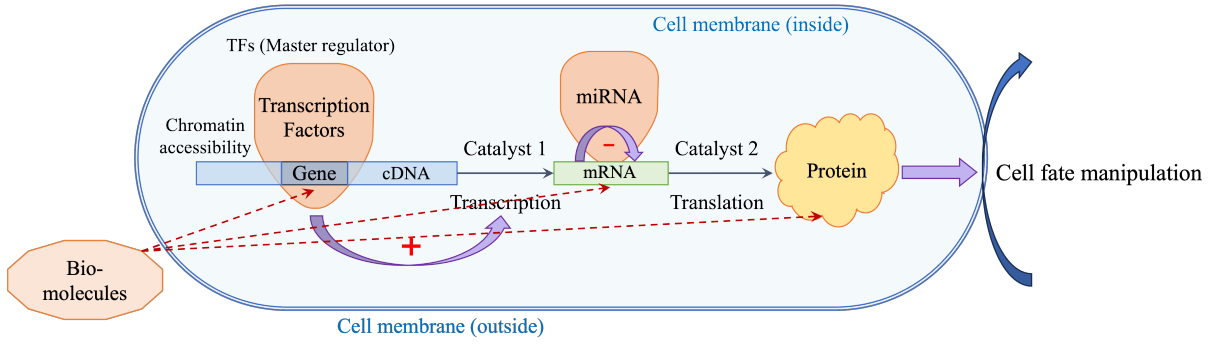 Cell membrane (inside)
TFs (Master regulator)
Transcription
Factors
miRNA
Chromatin
accessibility
Catalyst 1
Catalyst 2
−
Gene
cDNA
mRNA
Protein
Cell fate manipulation
Transcription
Translation
+
Bio-
molecules
Cell membrane (outside)